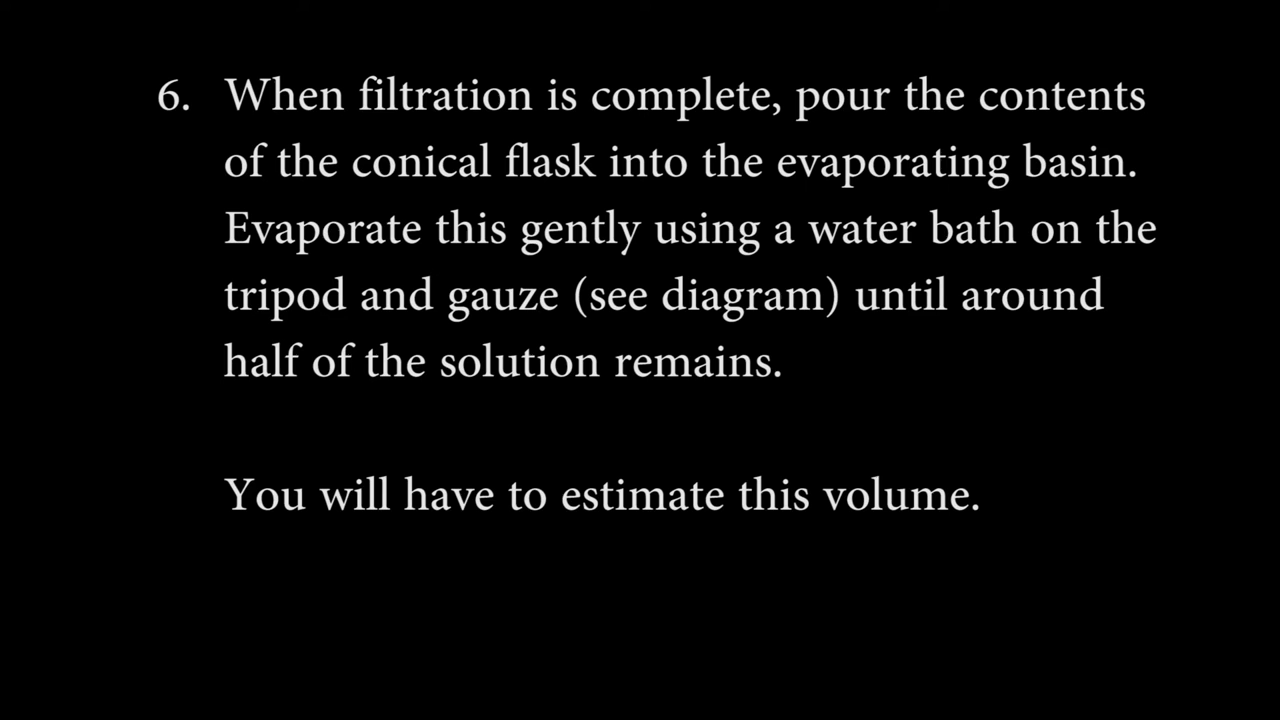 6. When filtration is complete, pour the contents
of the conical flask into the evaporating basin.
Evaporate this gently using a water bath on the
tripod and gauze (see diagram) until around
half of the solution remains.
You will have to estimate this volume.